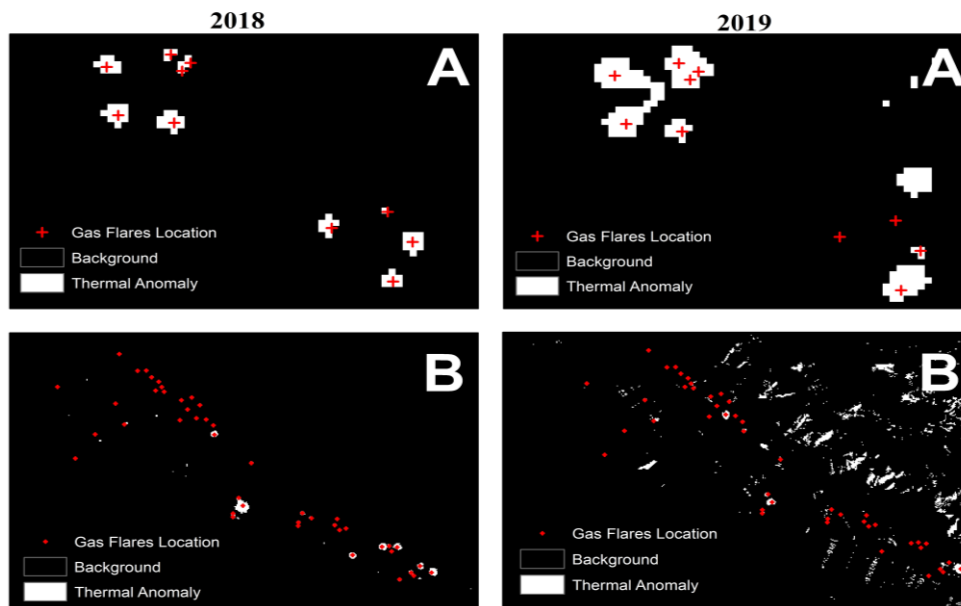 2018
2019
A
Gas Flares Location
Background
Thermal Anomaly
A
Gas Flares Location
Background
Thermal Anomaly
B
Gas Flares Location
Background
Thermal Anomaly
B
Gas Flares Location
Background
Thermal Anomaly